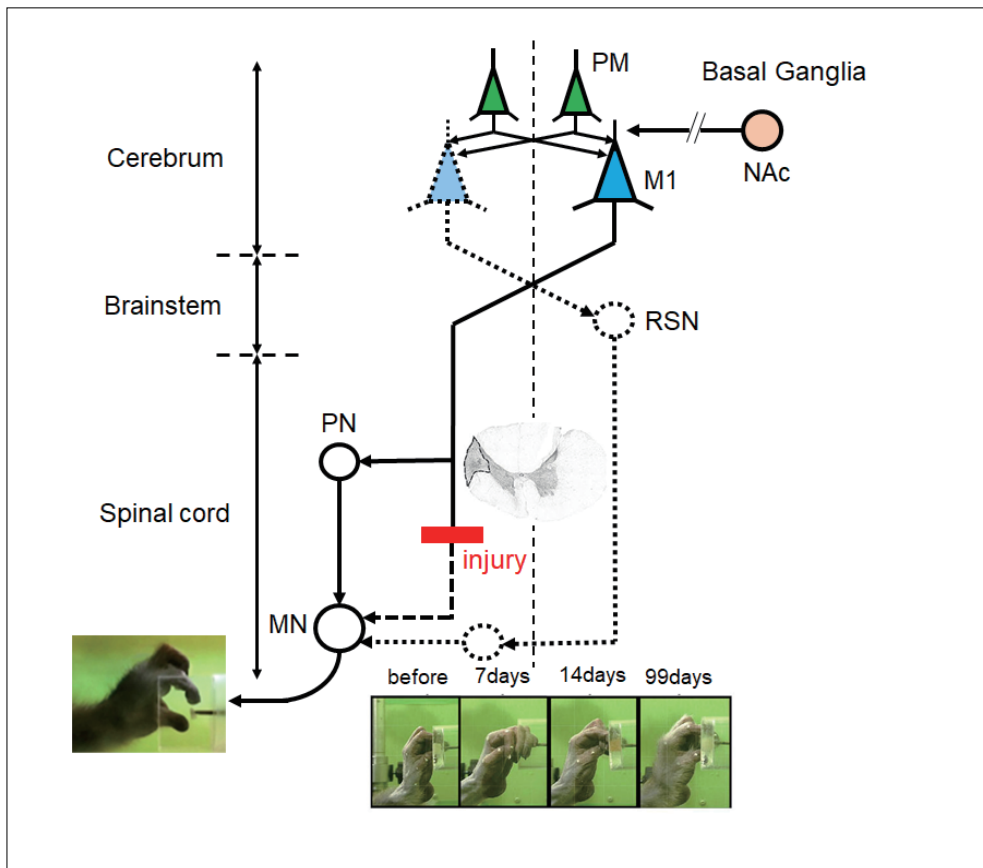 PM
Basal Ganglia
Cerebrum
M1
NAc
Brainstem
RSN
PN
Spinal cord
injury
MN
before
7days
14days
99days